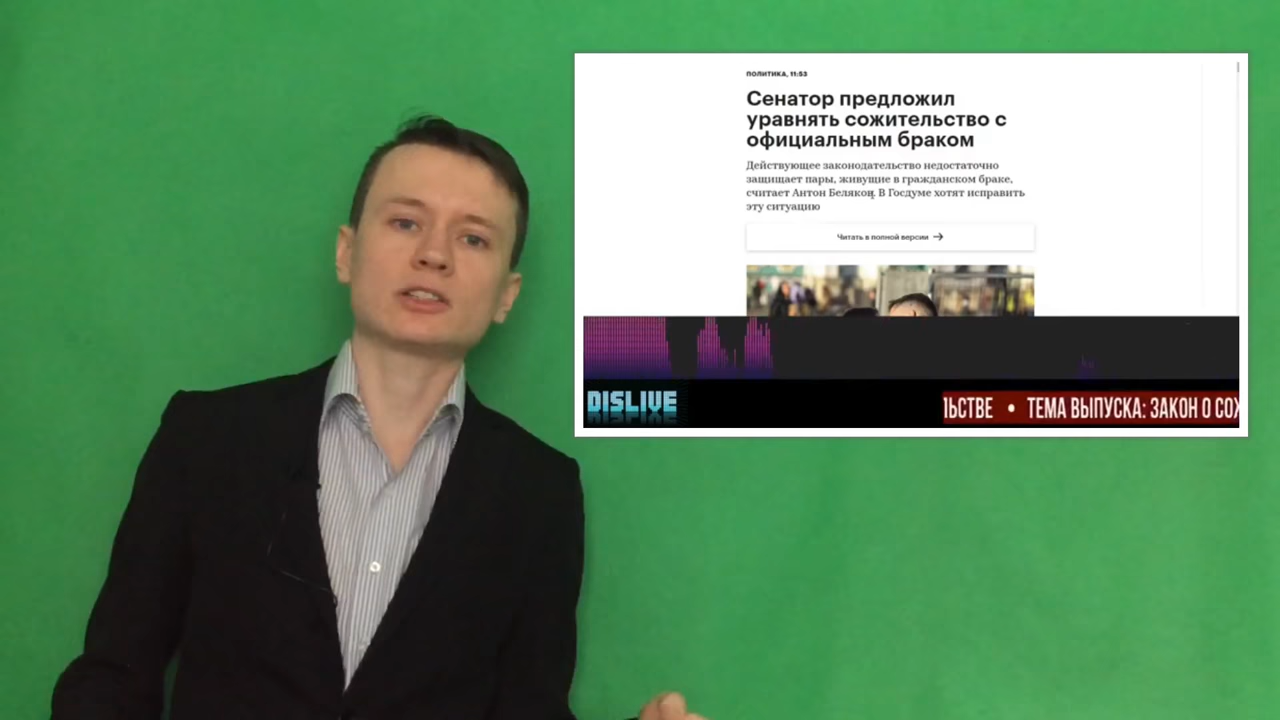 ПОЛИТИКА, 11:53
Сенатор предложил
уравнять сожительство с
официальным браком
Действующее законодательство недостаточно
защищает пары, живущие в гражданском браке,
считает Антон Беляков. В Госдуме хотят исправить
эту ситуацию
Читать в полной версии →
DISLIVE
ЬСТВЕ • ТЕМА ВЫПУСКА: ЗАКОН О СОЖ